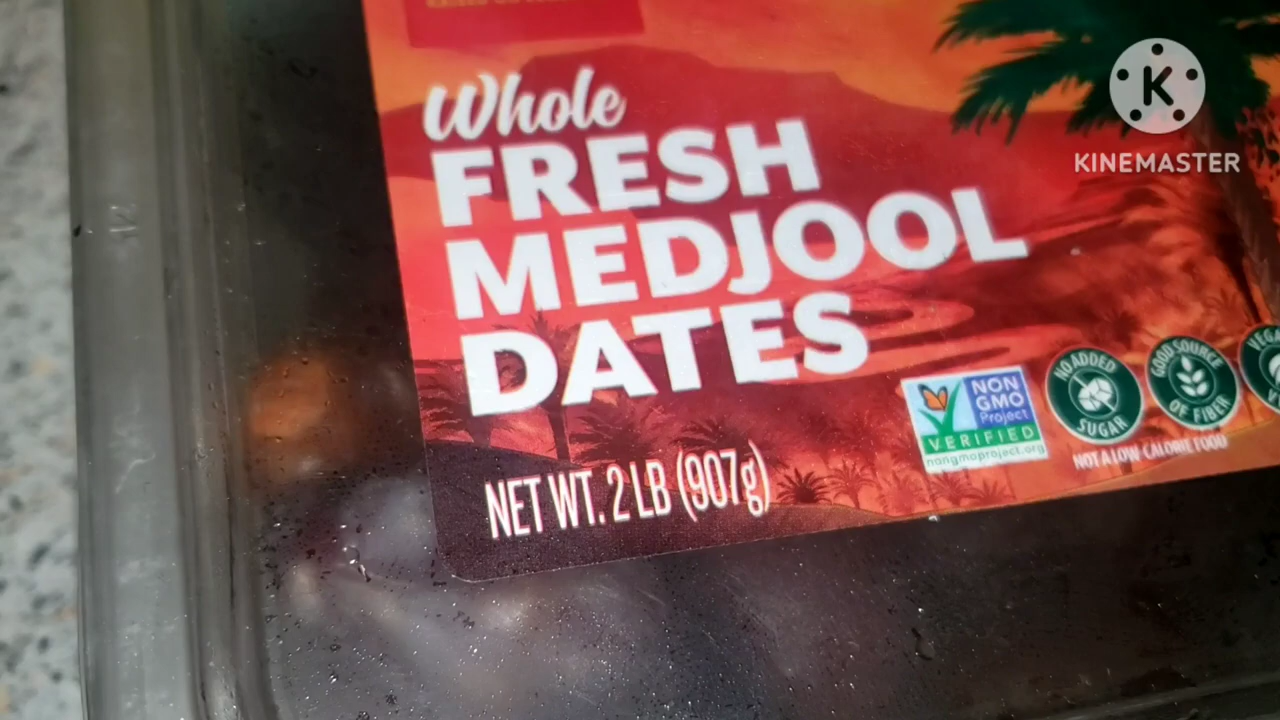 Whole
FRESH
MEDJOOL
DATES
NET WT. 2 LB (907g)
NON
GMO
Project
VERIFIED
nongmoproject.org
NO ADDED
SUGAR
GOOD SOURCE
OF FIBER
NOT A LOW CALORIE FOOD
K
KINEMASTER